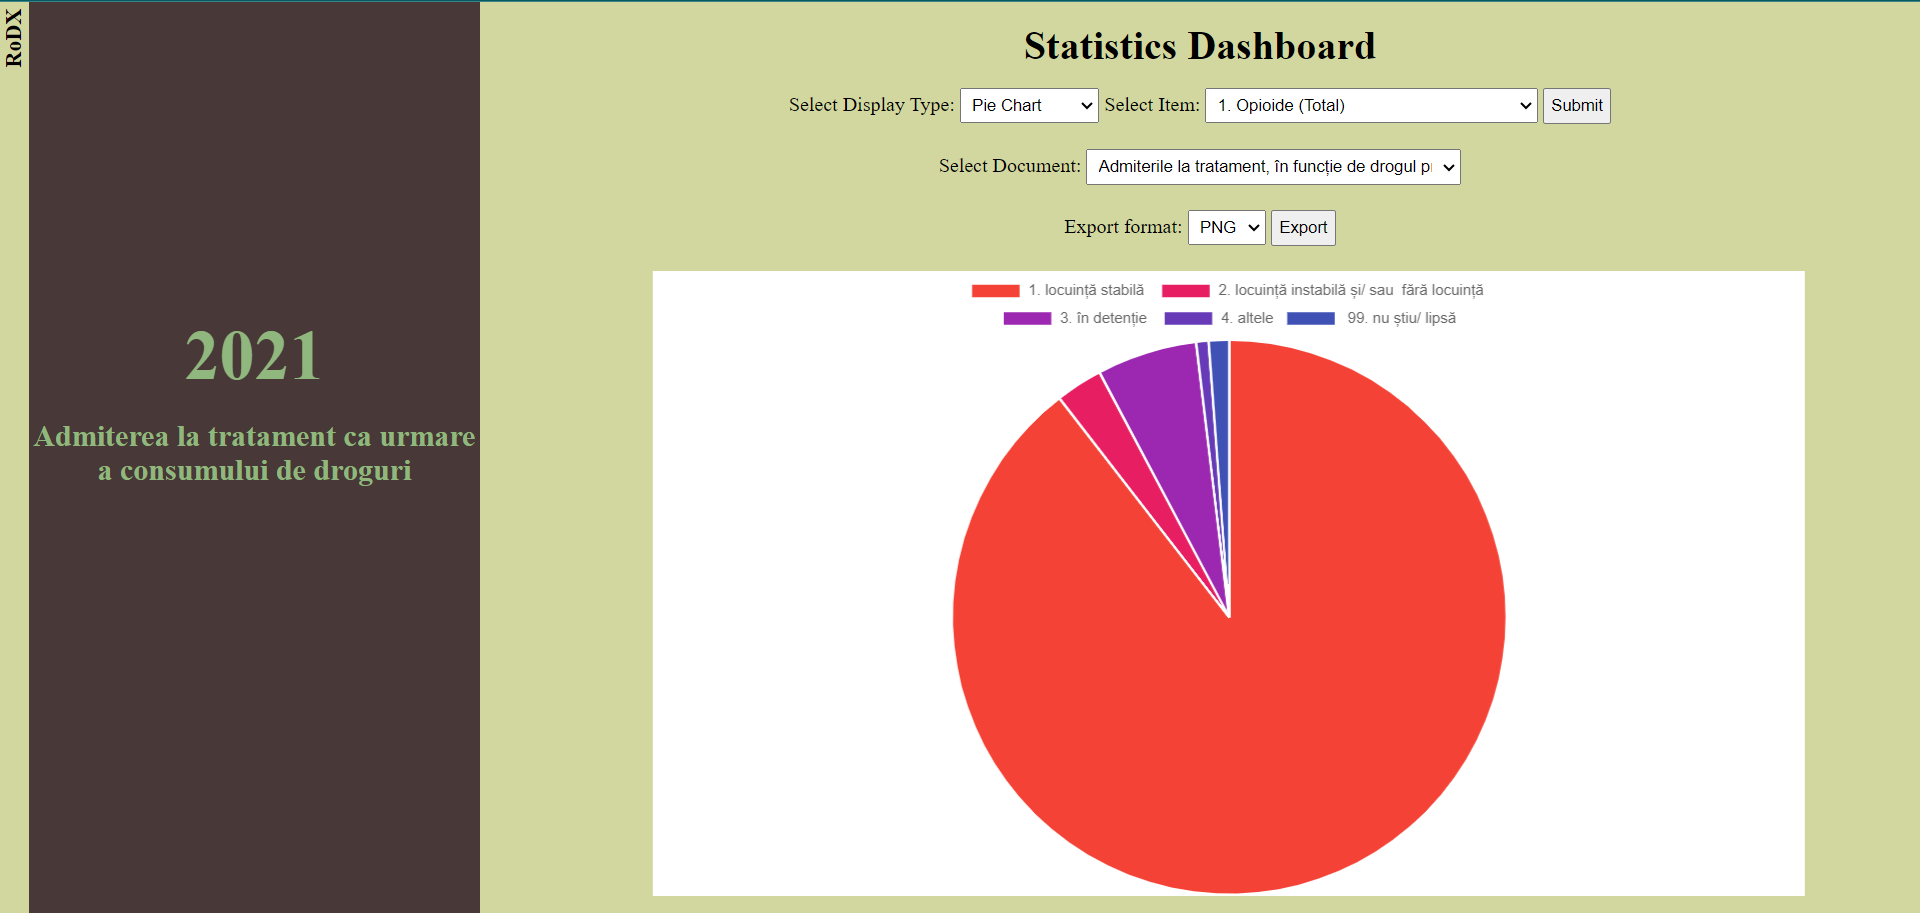 RoDX
2021
Admiterea la tratament ca urmare
a consumului de droguri
Statistics Dashboard
Select Display Type: Pie Chart Select Item: 1. Opioide (Total) Submit
Select Document: Admiterile la tratament, în funcție de drogul p
Export format: PNG Export
1. locuință stabilă 2. locuință instabilă și/ sau fără locuință
3. în detenție 4. altele 99. nu știu/ lipsă